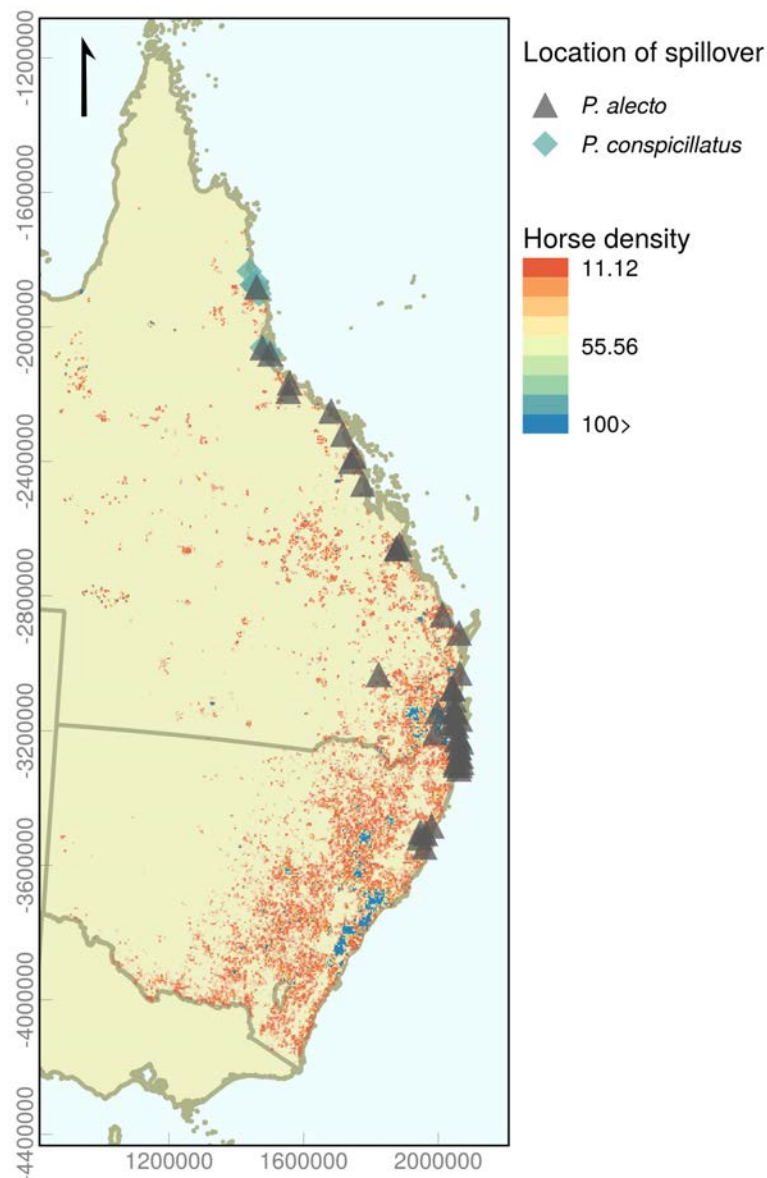 Location of spillover
P. alecto
P. conspicillatus
Horse density
11.12
55.56
100>
-1200000
-1600000
-2000000
-2400000
-2800000
-3200000
-3600000
-4000000
-4400000
1200000 1600000 2000000